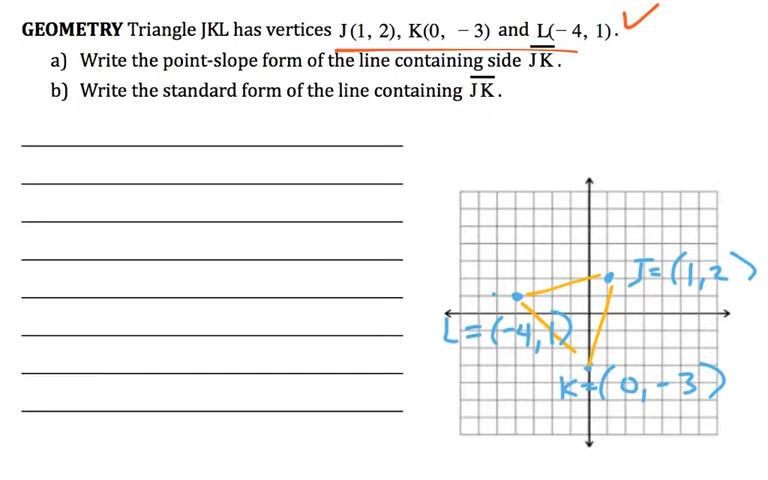 GEOMETRY Triangle JKL has vertices J(1, 2), K(0, − 3) and L(− 4, 1).
a) Write the point-slope form of the line containing side JK.
b) Write the standard form of the line containing JK.
J=(1,2)
L=(-4,1)
K=(0,-3)